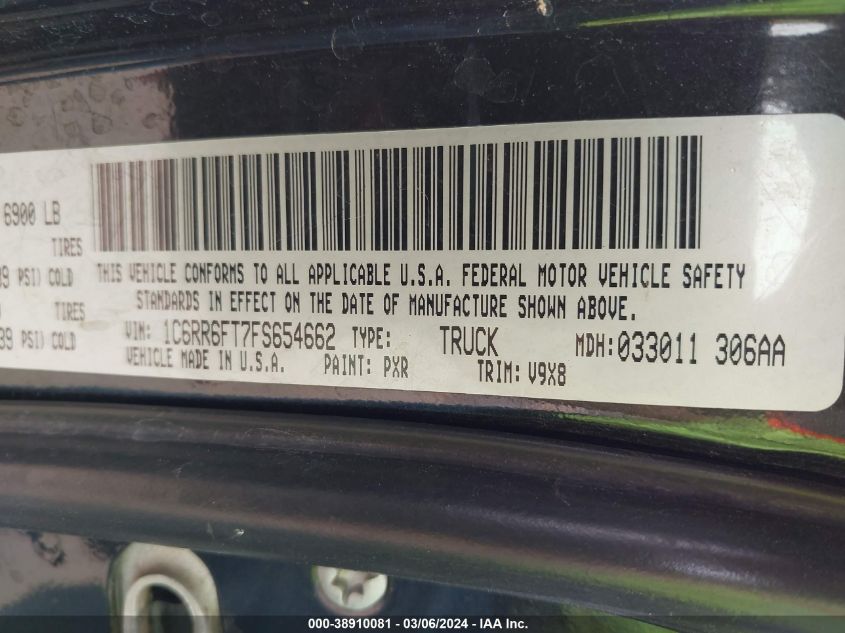 6900 LB
TIRES
39 PSI) COLD
TIRES
39 PSI) COLD
THIS VEHICLE CONFORMS TO ALL APPLICABLE U.S.A. FEDERAL MOTOR VEHICLE SAFETY
STANDARDS IN EFFECT ON THE DATE OF MANUFACTURE SHOWN ABOVE.
VIN: 1C6RR6FT7FS654662 TYPE: TRUCK MDH:033011 306AA
VEHICLE MADE IN U.S.A. PAINT: PXR TRIM: V9X8
000-38910081 - 03/06/2024 - IAA Inc.